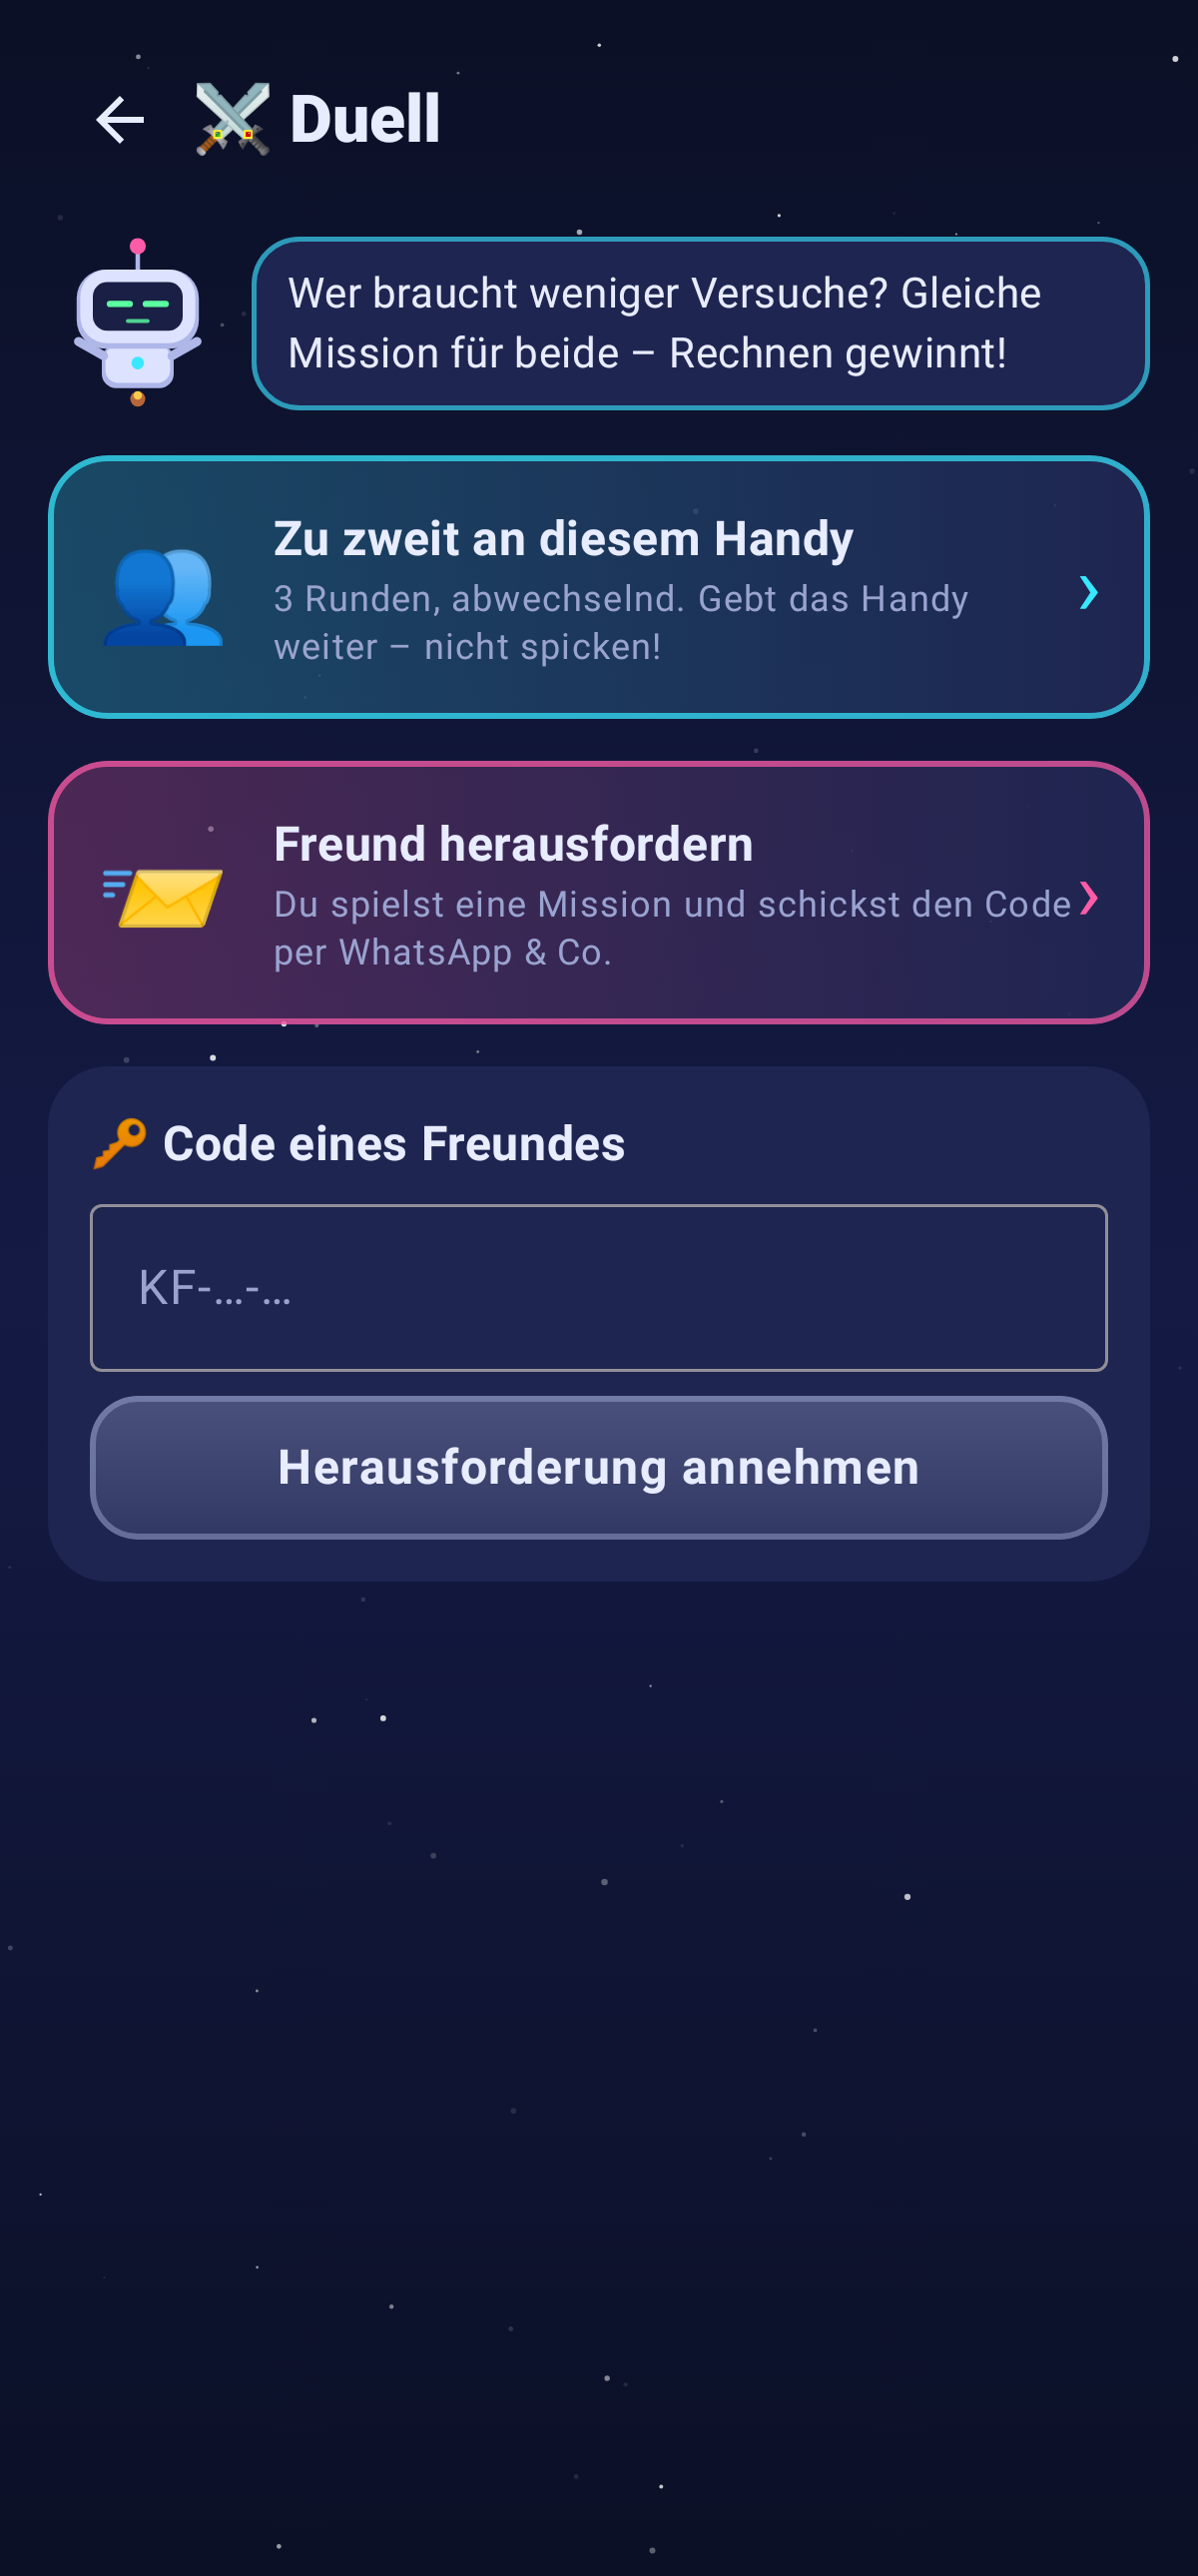 Duell
Wer braucht weniger Versuche? Gleiche
Mission für beide – Rechnen gewinnt!
Zu zweit an diesem Handy
3 Runden, abwechselnd. Gebt das Handy
weiter – nicht spicken!
Freund herausfordern
Du spielst eine Mission und schickst den Code
per WhatsApp & Co.
Code eines Freundes
KF-…-…
Herausforderung annehmen